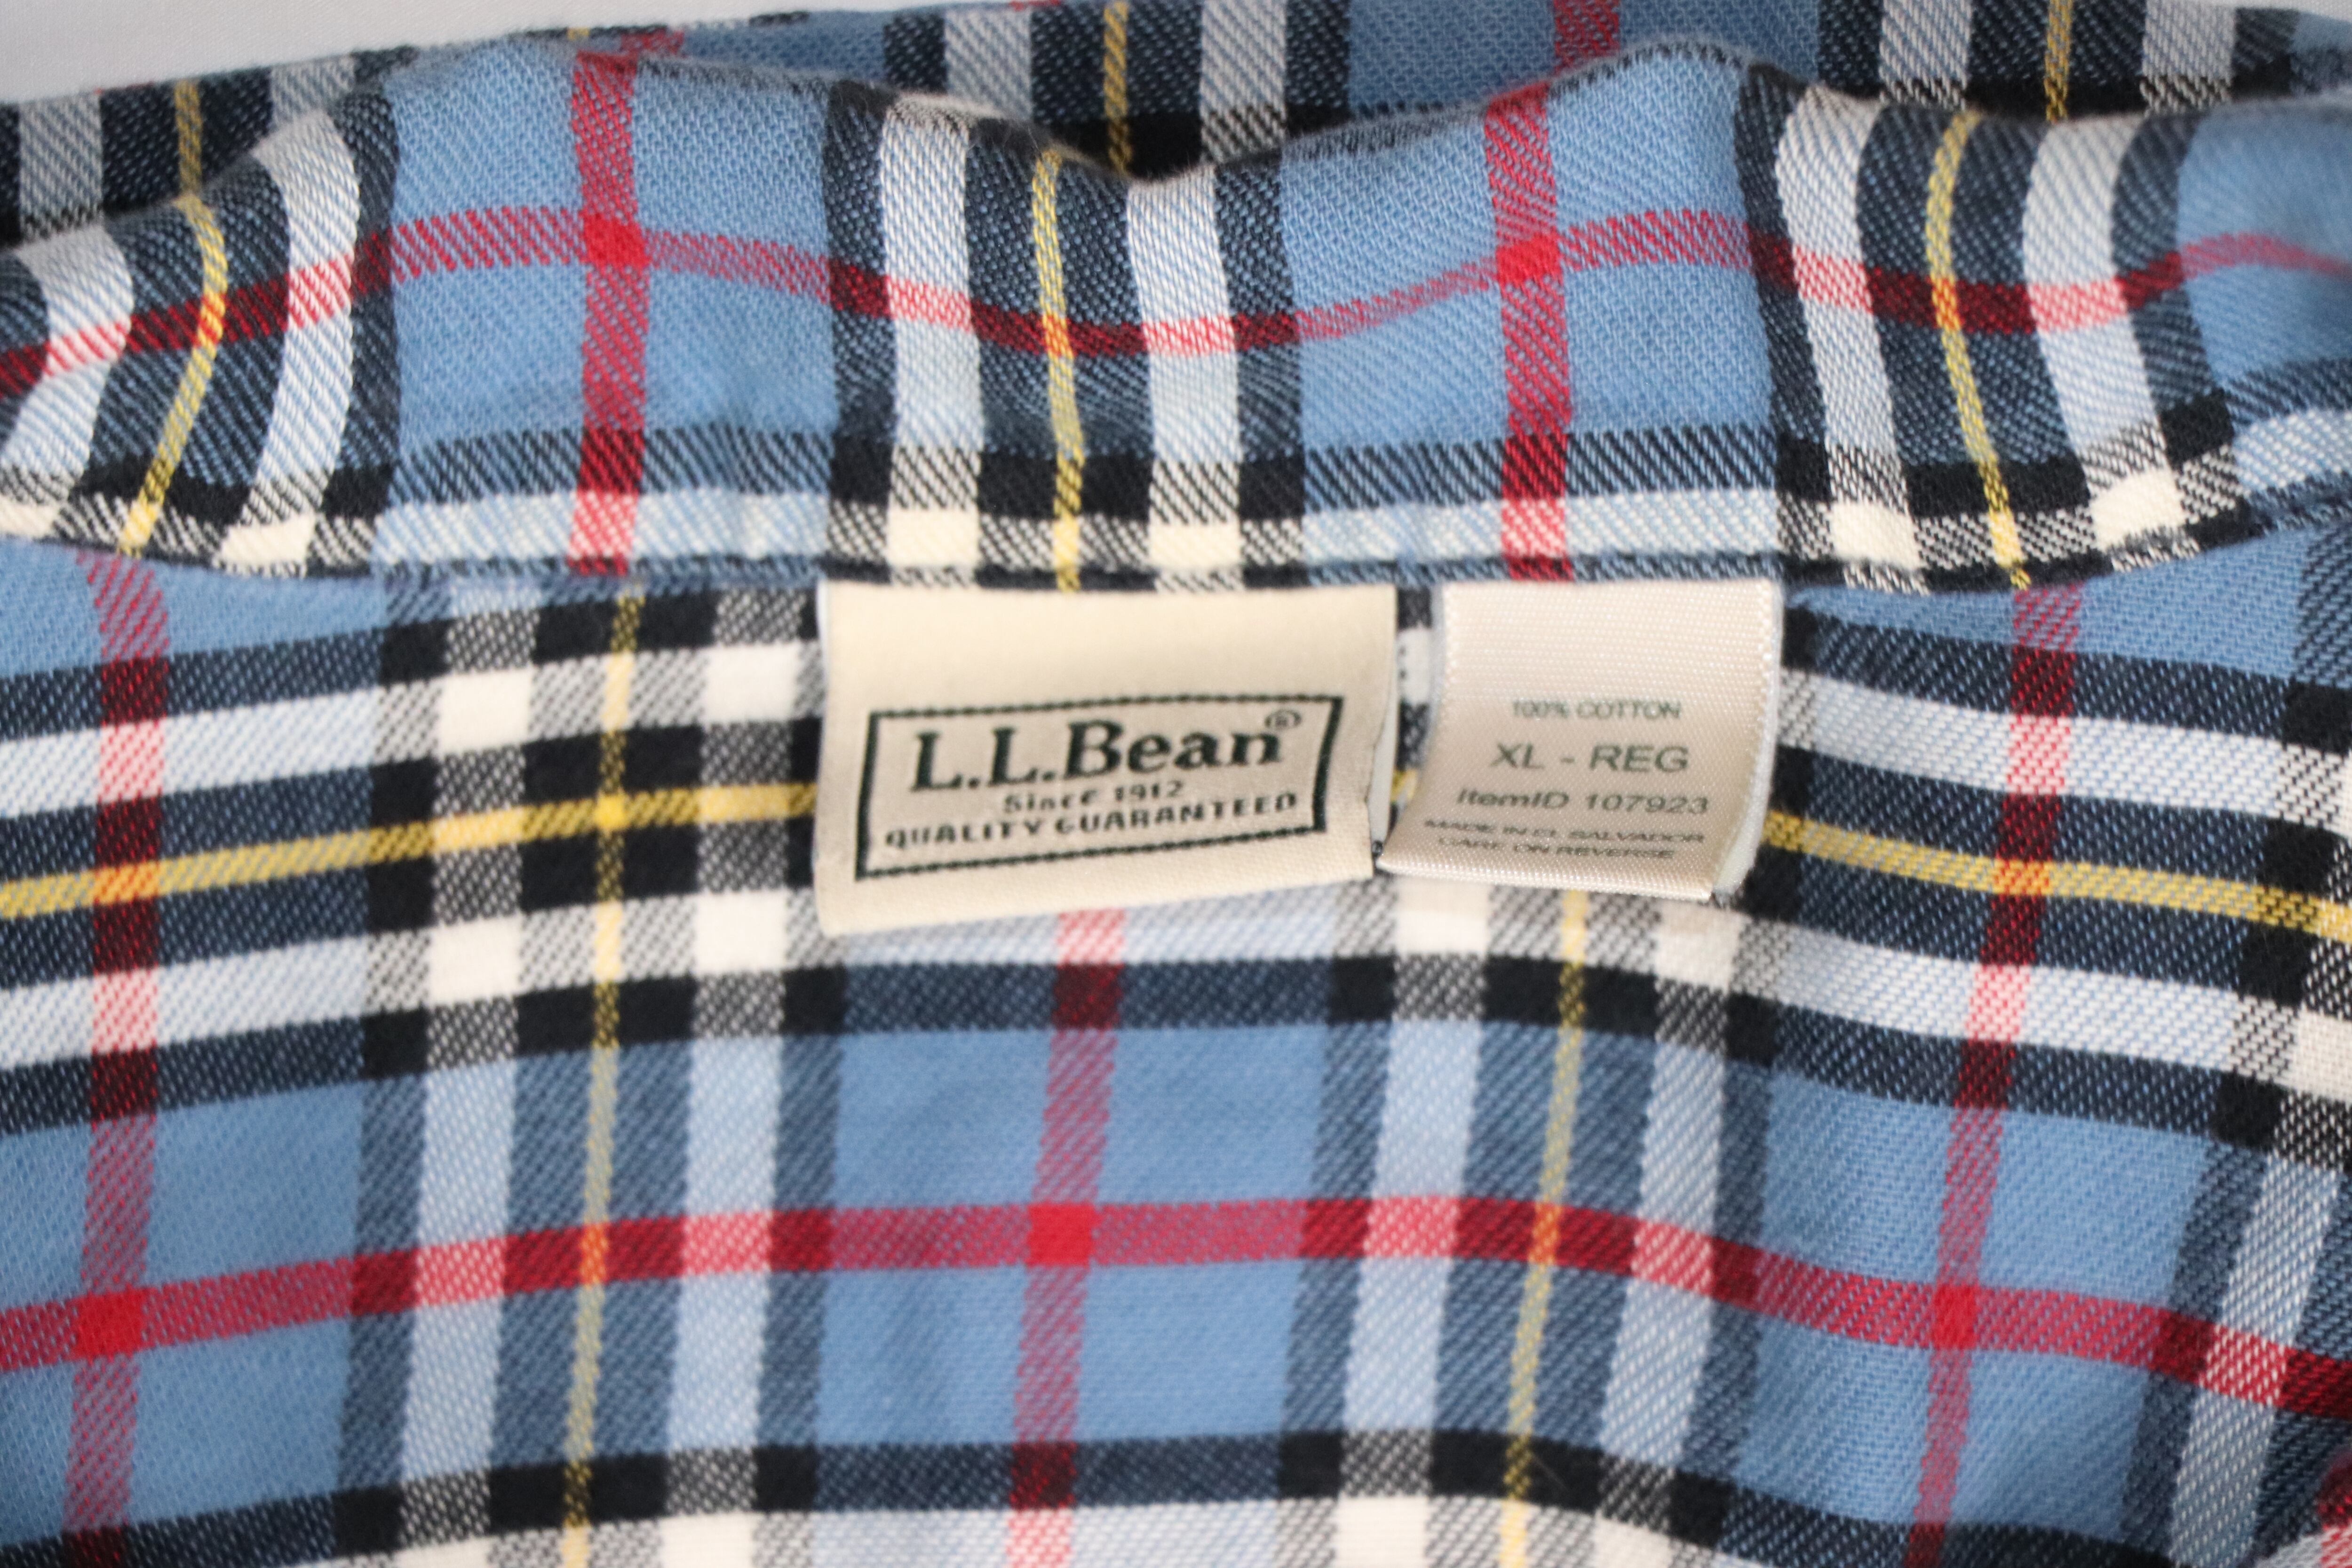 L.L.Bean®
Since 1912
QUALITY GUARANTEED
100% COTTON
XL - REG
ItemID 107923
MADE IN EL SALVADOR
CARE ON REVERSE